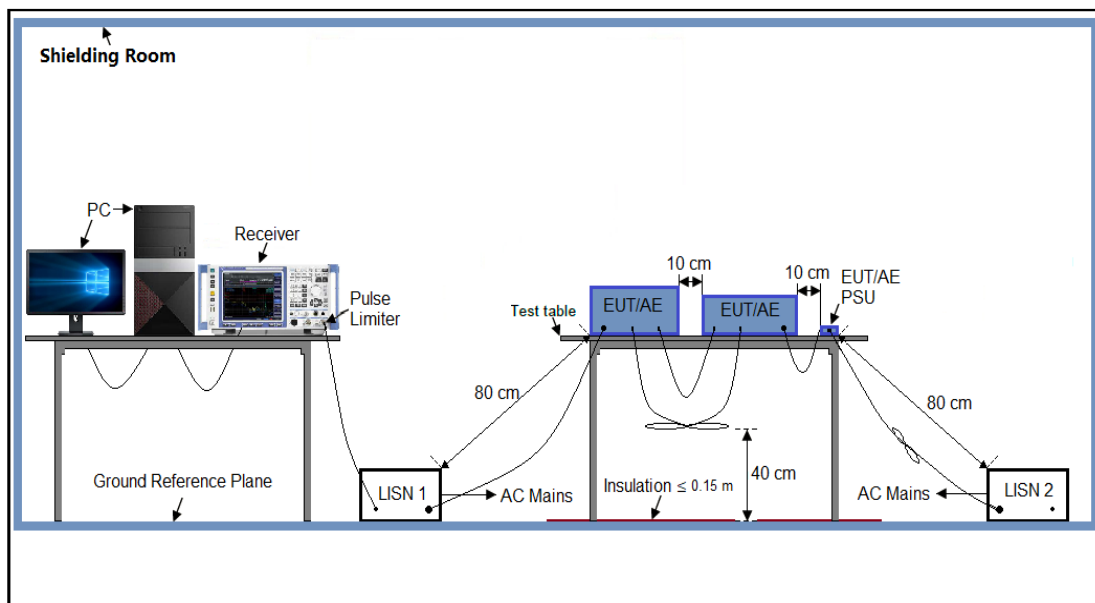 Shielding Room
PC
Receiver
Pulse
Limiter
10 cm
10 cm
EUT/AE
PSU
EUT/AE
EUT/AE
Test table
80 cm
80 cm
40 cm
Ground Reference Plane
LISN 1
AC Mains
Insulation ≤ 0.15 m
AC Mains
LISN 2